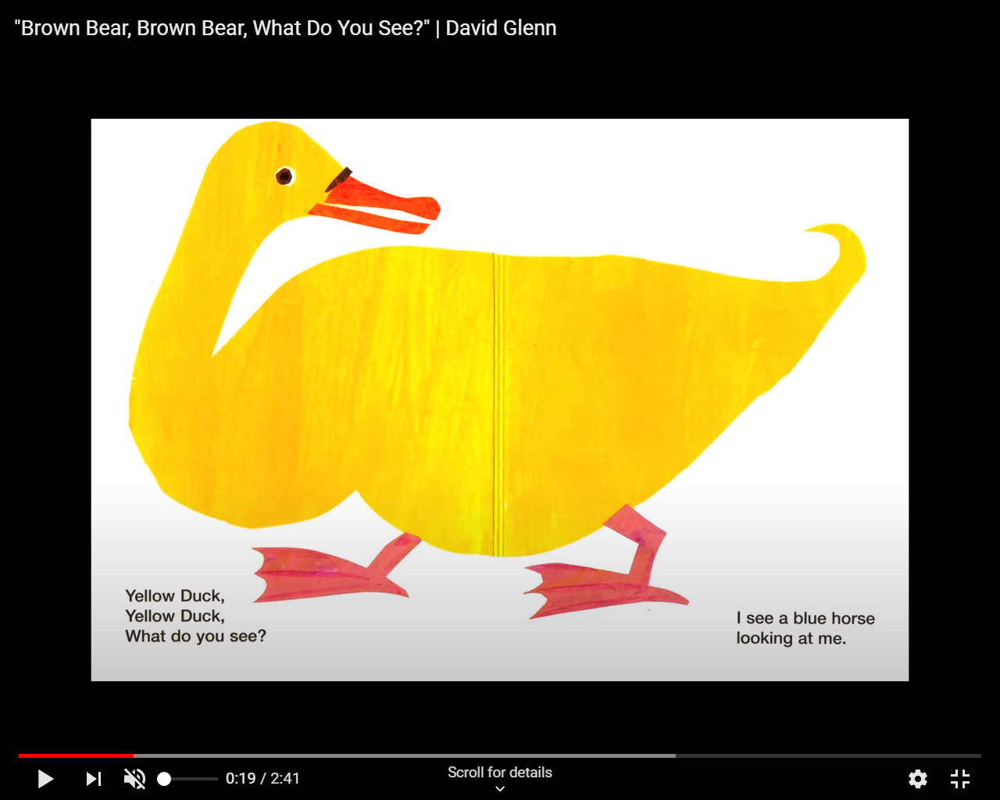 "Brown Bear, Brown Bear, What Do You See?" | David Glenn
Yellow Duck,
Yellow Duck,
What do you see?
I see a blue horse
looking at me.
0:19 / 2:41
Scroll for details